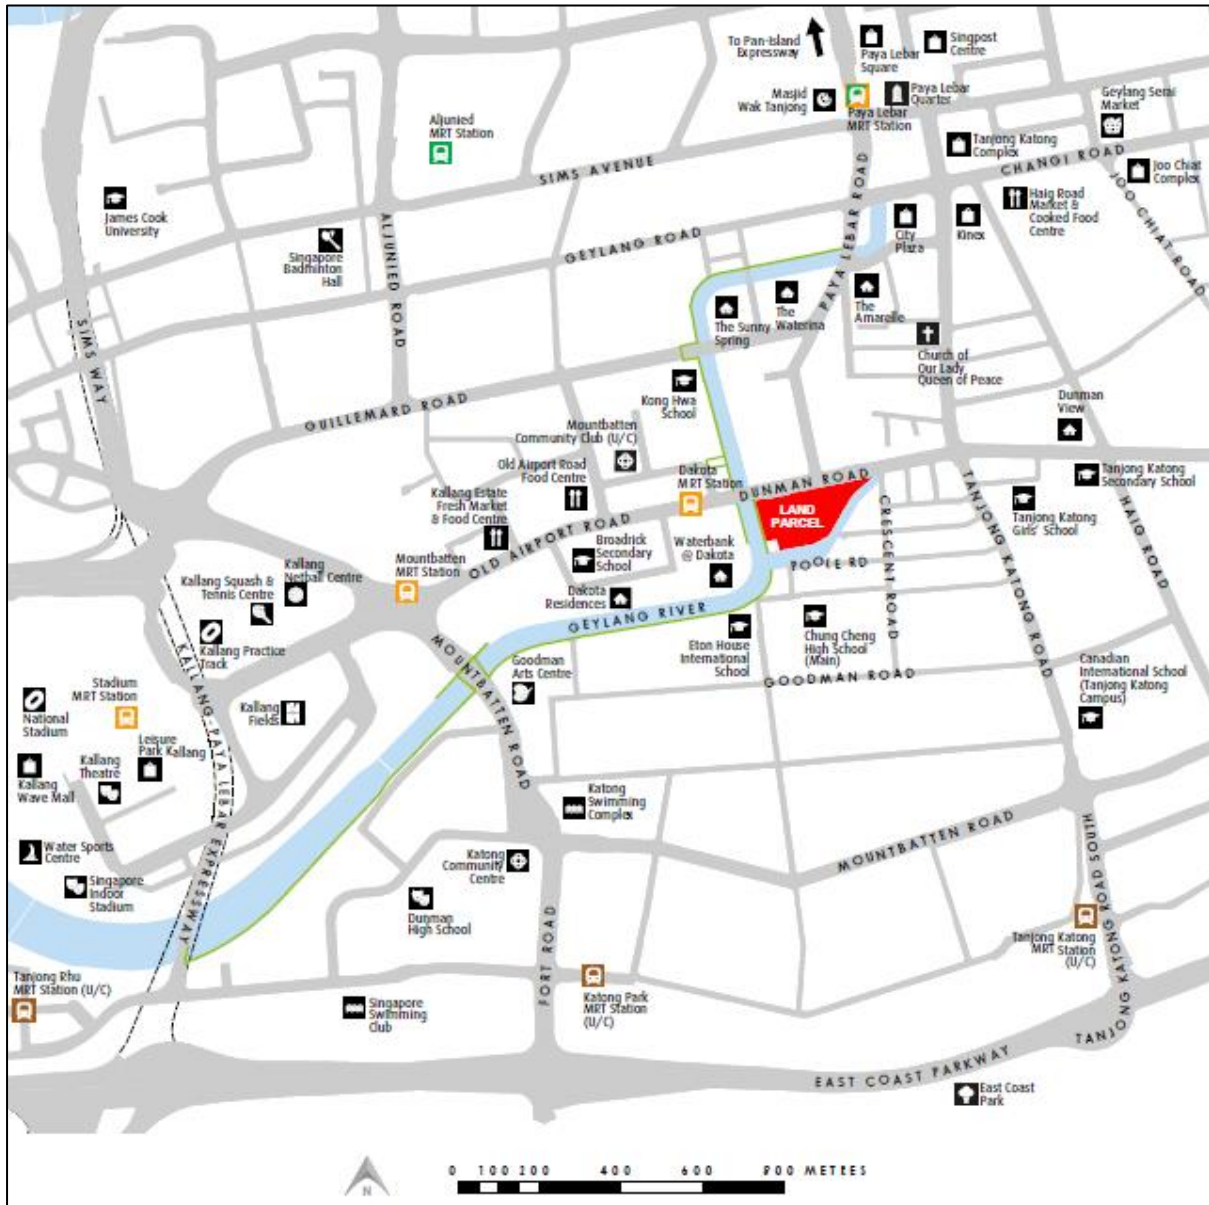 To Pan-Island
Expressway
Paya Lebar
Square
Singpost
Centre
Masjid
Wak Tanjong
Paya Lebar
MRT Station
Paya Lebar
Quarter
Geylang Serai
Market
Aljunied
MRT Station
SIMS AVENUE
Tanjong Katong
Complex
CHANGI ROAD
Joo Chiat
Complex
JOO CHIAT ROAD
James Cook
University
Singapore
Badminton
Hall
ALJUNIED ROAD
GEYLANG ROAD
PAYA LEBAR ROAD
City
Plaza
Kinex
Haig Road
Market &
Cooked Food
Centre
SIMS WAY
The Sunny
Spring
The
Waterina
The
Amarelle
Church of
Our Lady
Queen of Peace
GUILLEMARD ROAD
Kong Hwa
School
Dunman
View
Mountbatten
Community Club (U/C)
Old Airport Road
Food Centre
Kallang Estate
Fresh Market
& Food Centre
Dakota
MRT Station
DUNMAN ROAD
LAND
PARCEL
CRESCENT ROAD
TANJONG KATONG ROAD
Tanjong Katong
Girls' School
Tanjong Katong
Secondary School
HAIG ROAD
OLD AIRPORT ROAD
Broadrick
Secondary
School
Waterbank
@ Dakota
POOLE RD
Kallang
Netball Centre
Mountbatten
MRT Station
Kallang Squash &
Tennis Centre
Kallang Practice
Track
Dakota
Residences
GEYLANG RIVER
Eton House
International
School
Chung Cheng
High School
(Main)
GOODMAN ROAD
Canadian
International School
(Tanjong Katong
Campus)
KALLANG-PAYA LEBAR EXPRESSWAY
MOUNTBATTEN ROAD
Goodman
Arts Centre
Stadium
MRT Station
National
Stadium
Kallang
Fields
Leisure
Park Kallang
Kallang
Theatre
Kallang
Wave Mall
Katong
Swimming
Complex
MOUNTBATTEN ROAD
TANJONG KATONG ROAD SOUTH
Water Sports
Centre
Singapore
Indoor
Stadium
Katong
Community
Centre
Dunman
High School
FORT ROAD
Tanjong Katong
MRT Station
(U/C)
Tanjong Rhu
MRT Station (U/C)
Singapore
Swimming
Club
Katong Park
MRT Station
(U/C)
TANJONG KATONG
EAST COAST PARKWAY
East Coast
Park
N
0 100 200 400 600 800 METRES